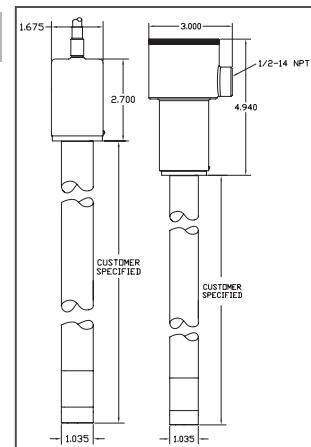 1.675
3.000
1/2-14 NPT
2.700
4.940
CUSTOMER
SPECIFIED
CUSTOMER
SPECIFIED
1.035
1.035